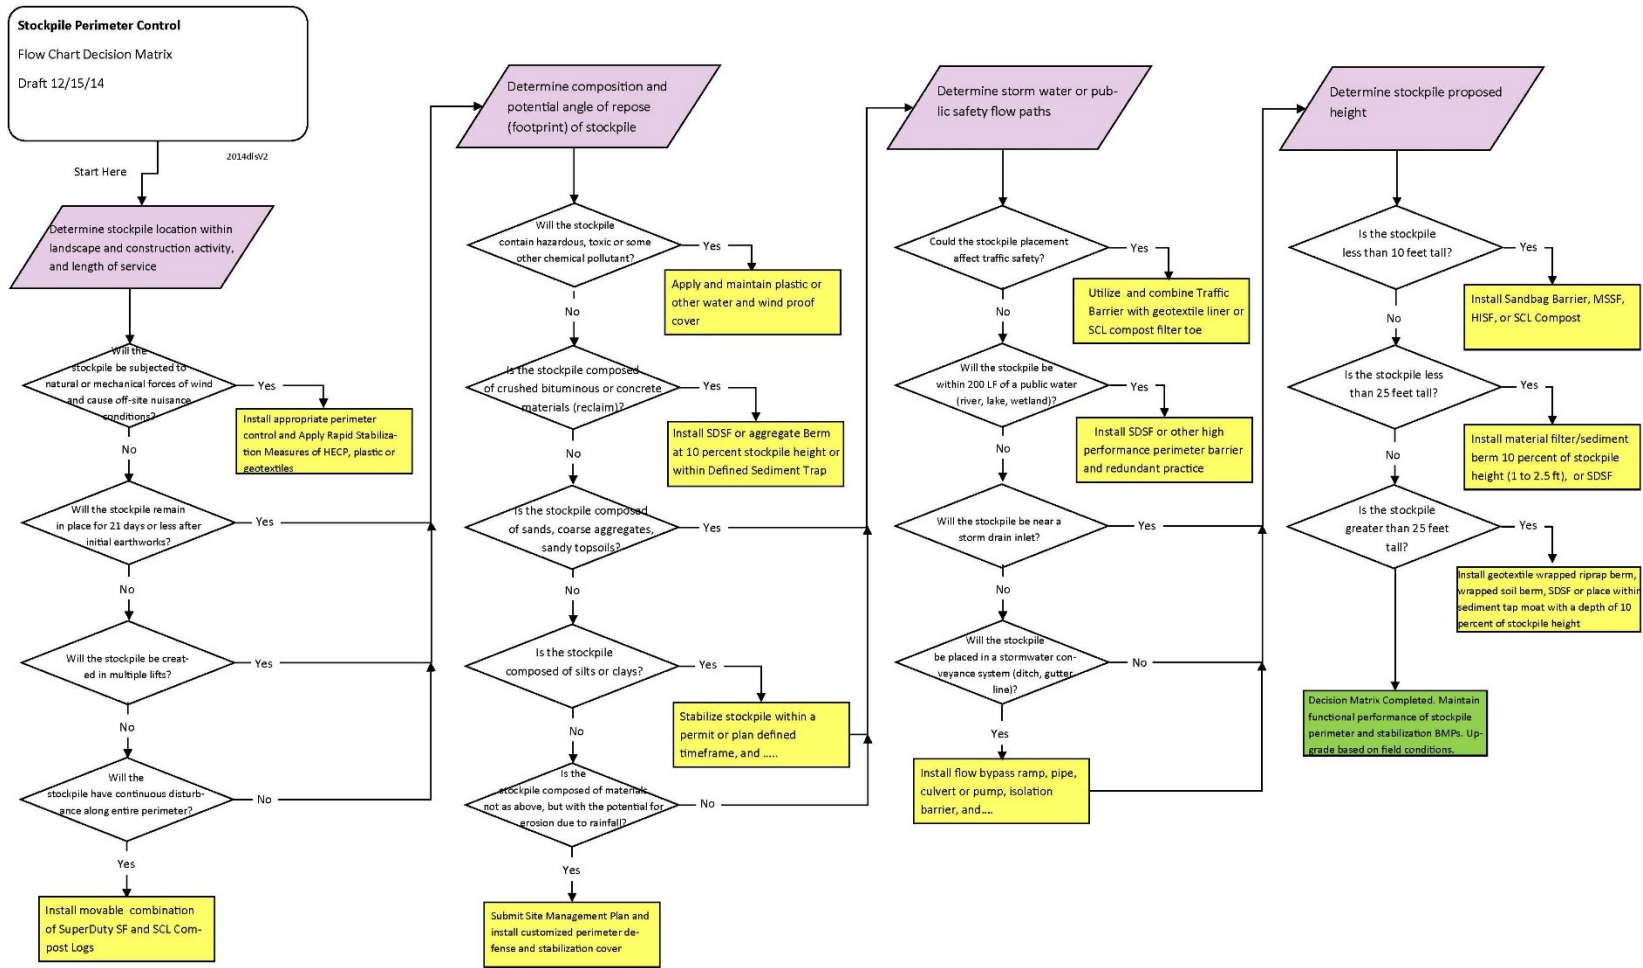 Stockpile Perimeter Control
Flow Chart Decision Matrix
Draft 12/15/14
2014dlsV2
Start Here
Determine stockpile location within
landscape and construction activity,
and length of service
Will the
stockpile be subjected to
natural or mechanical forces of wind
and cause off-site nuisance
conditions?
Yes
Install appropriate perimeter
control and Apply Rapid Stabiliza-
tion Measures of HECP, plastic or
geotextiles
No
Will the stockpile remain
in place for 21 days or less after
initial earthworks?
Yes
No
Will the stockpile be creat-
ed in multiple lifts?
Yes
No
Will the
stockpile have continuous disturb-
ance along entire perimeter?
No
Yes
Install movable combination
of SuperDuty SF and SCL Com-
post Logs
Determine composition and
potential angle of repose
(footprint) of stockpile
Will the stockpile
contain hazardous, toxic or some
other chemical pollutant?
Yes
Apply and maintain plastic or
other water and wind proof
cover
No
Is the stockpile composed
of crushed bituminous or concrete
materials (reclaim)?
Yes
Install SDSF or aggregate Berm
at 10 percent stockpile height or
within Defined Sediment Trap
No
Is the stockpile composed
of sands, coarse aggregates,
sandy topsoils?
Yes
No
Is the stockpile
composed of silts or clays?
Yes
Stabilize stockpile within a
permit or plan defined
timeframe, and .....
No
Is the
stockpile composed of materials
not as above, but with the potential for
erosion due to rainfall?
No
Yes
Submit Site Management Plan and
install customized perimeter de-
fense and stabilization cover
Determine storm water or pub-
lic safety flow paths
Could the stockpile placement
affect traffic safety?
Yes
Utilize and combine Traffic
Barrier with geotextile liner or
SCL compost filter toe
No
Will the stockpile be
within 200 LF of a public water
(river, lake, wetland)?
Yes
Install SDSF or other high
performance perimeter barrier
and redundant practice
No
Will the stockpile be near a
storm drain inlet?
Yes
No
Will the stockpile
be placed in a stormwater con-
veyance system (ditch, gutter
line)?
No
Yes
Install flow bypass ramp, pipe,
culvert or pump, isolation
barrier, and....
Determine stockpile proposed
height
Is the stockpile
less than 10 feet tall?
Yes
Install Sandbag Barrier, MSSF,
HISF, or SCL Compost
No
Is the stockpile less
than 25 feet tall?
Yes
Install material filter/sediment
berm 10 percent of stockpile
height (1 to 2.5 ft), or SDSF
No
Is the stockpile
greater than 25 feet
tall?
Yes
Install geotextile wrapped riprap berm,
wrapped soil berm, SDSF or place within
sediment tap moat with a depth of 10
percent of stockpile height
Decision Matrix Completed. Maintain
functional performance of stockpile
perimeter and stabilization BMPs. Up-
grade based on field conditions.